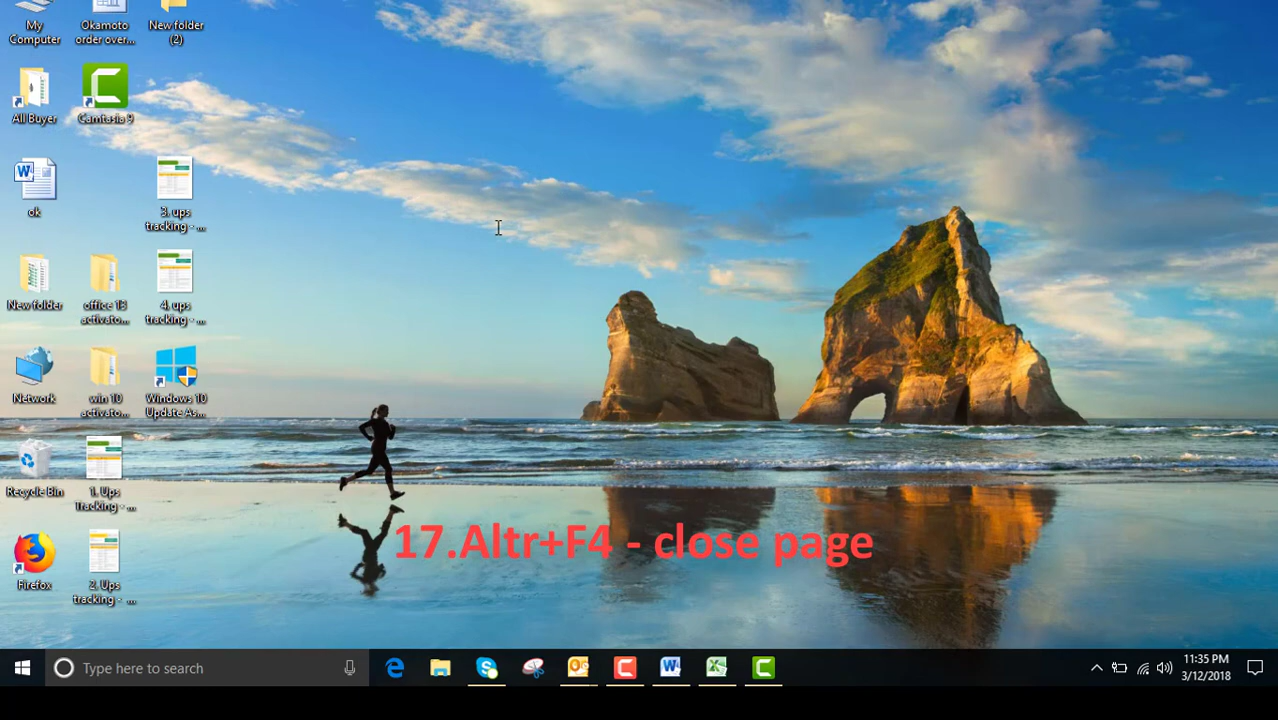 My
Computer
Okamoto
order over...
New folder
(2)
All Buyer
Camtasia 9
ok
3. ups
tracking - ...
New folder
office 13
activato...
4. ups
tracking - ...
Network
win 10
activato...
Windows 10
Update As...
Recycle Bin
1. Ups
Tracking - ...
Firefox
2. Ups
tracking - ...
17.Altr+F4 - close page
Type here to search
11:35 PM
3/12/2018